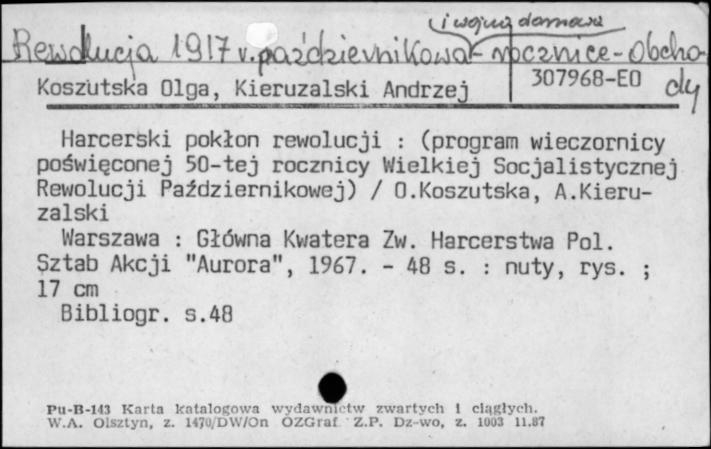 i wojna domowa
Rewolucja 1917 r. październikowa - rocznice - obcho-
dy
Koszutska Olga, Kieruzalski Andrzej
307968-EO
Harcerski pokłon rewolucji : (program wieczornicy
poświęconej 50-tej rocznicy Wielkiej Socjalistycznej
Rewolucji Październikowej) / O.Koszutska, A.Kieru-
zalski
Warszawa : Główna Kwatera Zw. Harcerstwa Pol.
Sztab Akcji "Aurora", 1967. - 48 s. : nuty, rys. ;
17 cm
Bibliogr. s.48
Pu-B-143 Karta katalogowa wydawnictw zwartych i ciągłych.
W.A. Olsztyn, z. 1470/DW/On OZGraf. Z.P. Dz-wo, z. 1003 11.87